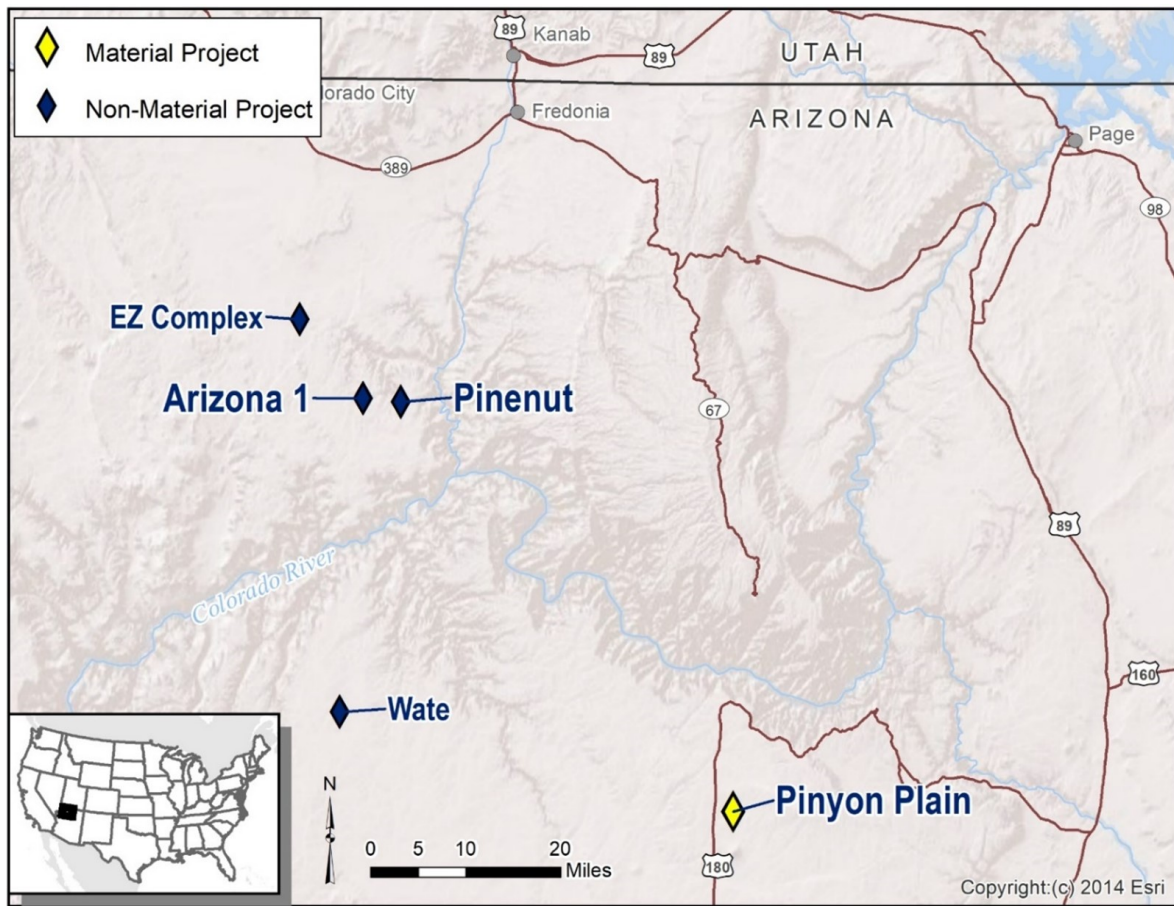 Material Project
Non-Material Project
89
Kanab
89
UTAH
ARIZONA
orado City
Fredonia
Page
389
98
EZ Complex
Arizona 1
Pinenut
67
89
Colorado River
160
Wate
N
Pinyon Plain
0 5 10 20
Miles
180
Copyright:(c) 2014 Esri